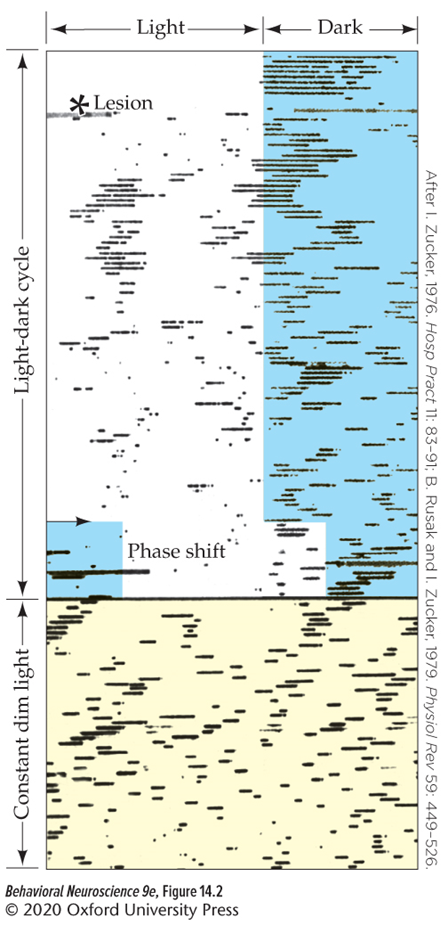 Light
Dark
* Lesion
Light-dark cycle
Phase shift
Constant dim light
After I. Zucker, 1976. Hosp Pract 11: 83–91; B. Rusak and I. Zucker, 1979. Physiol Rev 59: 449–526.
Behavioral Neuroscience 9e, Figure 14.2
© 2020 Oxford University Press